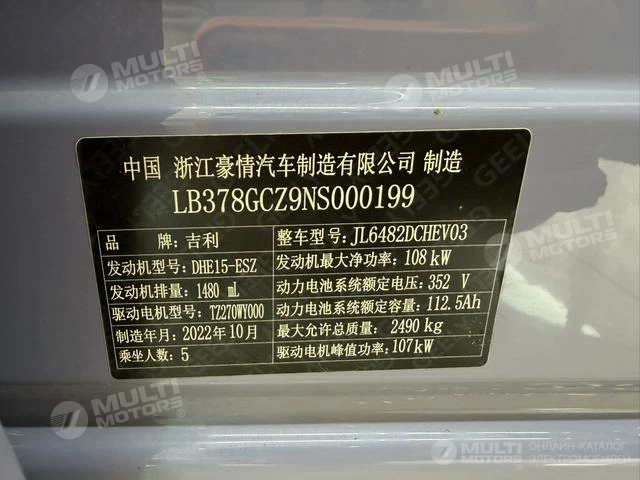 MULTI MOTORS
MULTI MOTORS
中国 浙江豪情汽车制造有限公司 制造
LB378GCZ9NS000199
品 牌：吉利
整车型号：JL6482DCHEV03
发动机型号：DHE15-ESZ
发动机最大净功率：108 kW
发动机排量：1480 mL
动力电池系统额定电压：352 V
驱动电机型号：TZ270WY000
动力电池系统额定容量：112.5Ah
制造年月：2022年10月
最大允许总质量：2490 kg
乘坐人数：5
驱动电机峰值功率：107kW
MULTI MOTORS
MULTI MOTORS
ОНЛАЙН-КАТАЛОГ
ЭЛЕКТРОМОБИЛЕЙ